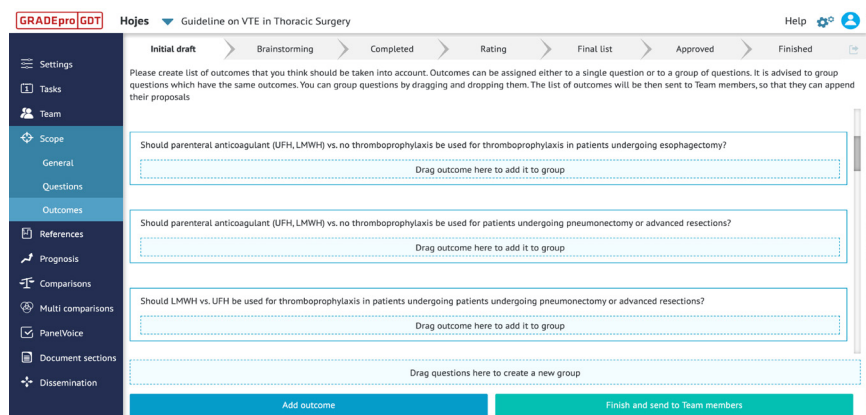 GRADEpro GDT
Hojes
Guideline on VTE in Thoracic Surgery
Help
Settings
Tasks
Team
Scope
General
Questions
Outcomes
References
Prognosis
Comparisons
Multi comparisons
PanelVoice
Document sections
Dissemination
Initial draft
Brainstorming
Completed
Rating
Final list
Approved
Finished
Please create list of outcomes that you think should be taken into account. Outcomes can be assigned either to a single question or to a group of questions. It is advised to group
questions which have the same outcomes. You can group questions by dragging and dropping them. The list of outcomes will be then sent to Team members, so that they can append
their proposals
Should parenteral anticoagulant (UFH, LMWH) vs. no thromboprophylaxis be used for thromboprophylaxis in patients undergoing esophagectomy?
Drag outcome here to add it to group
Should parenteral anticoagulant (UFH, LMWH) vs. no thromboprophylaxis be used for patients undergoing pneumonectomy or advanced resections?
Drag outcome here to add it to group
Should LMWH vs. UFH be used for thromboprophylaxis in patients undergoing patients undergoing pneumonectomy or advanced resections?
Drag outcome here to add it to group
Drag questions here to create a new group
Add outcome
Finish and send to Team members